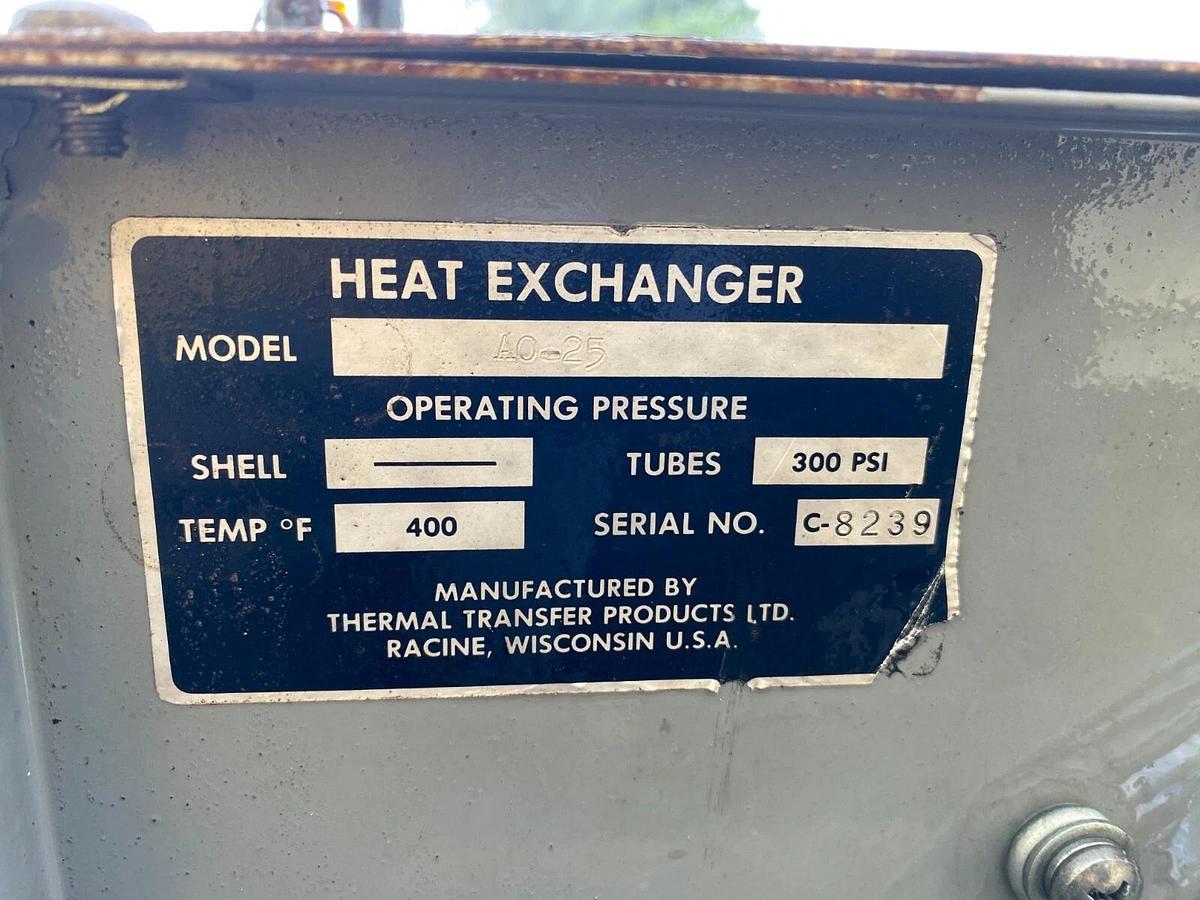 HEAT EXCHANGER
MODEL AO-25
OPERATING PRESSURE
SHELL ——— TUBES 300 PSI
TEMP °F 400 SERIAL NO. C-8239
MANUFACTURED BY
THERMAL TRANSFER PRODUCTS LTD.
RACINE, WISCONSIN U.S.A.